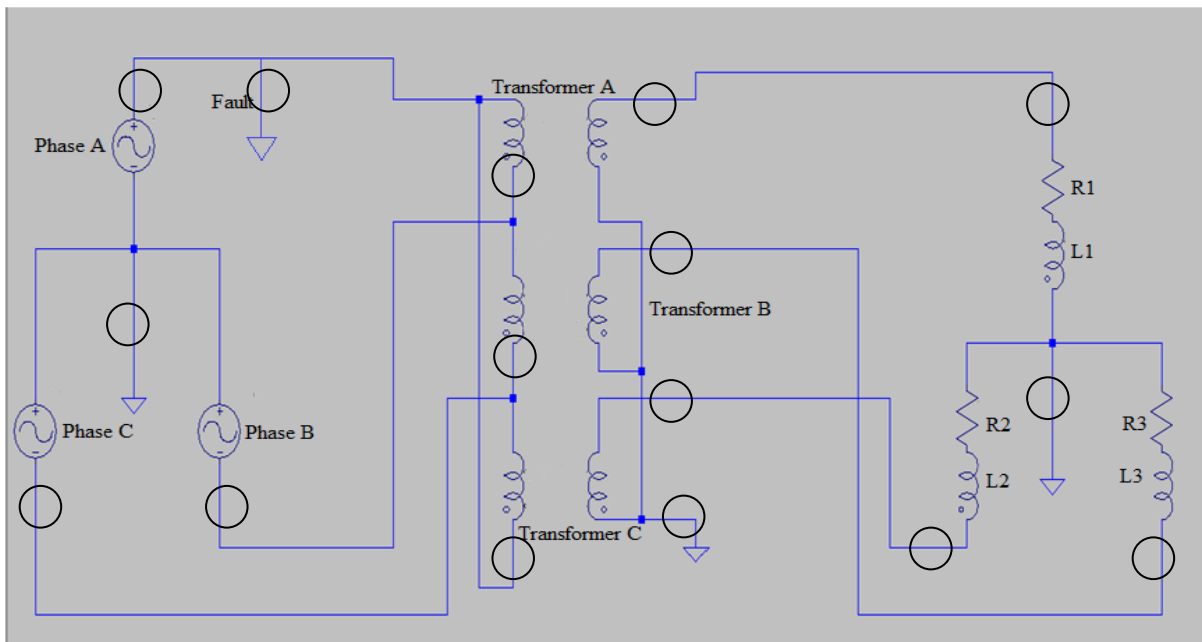 Transformer A
Fault
Phase A
R1
L1
Transformer B
Phase C
Phase B
R2
R3
L2
L3
Transformer C